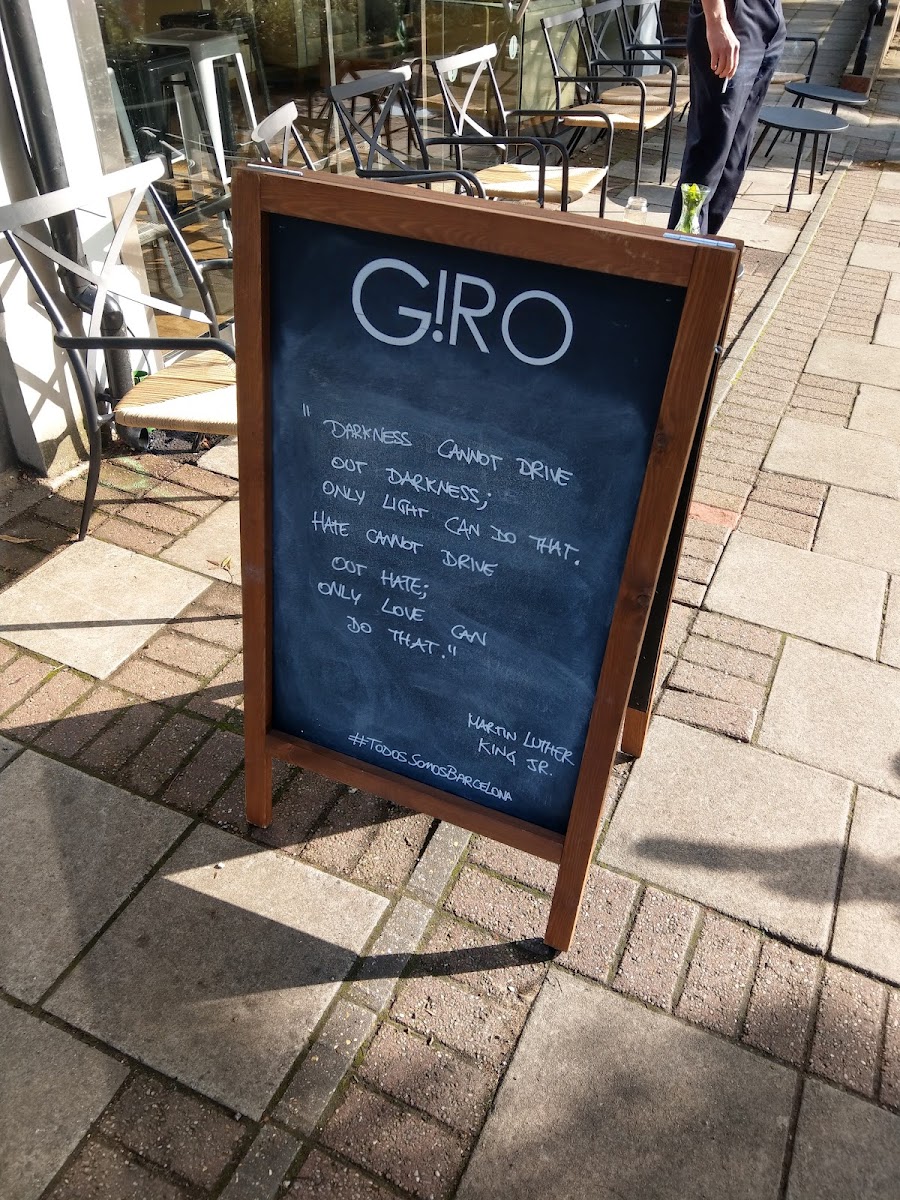 G!RO
"DARKNESS CANNOT DRIVE
OUT DARKNESS;
ONLY LIGHT CAN DO THAT.
HATE CANNOT DRIVE
OUT HATE;
ONLY LOVE CAN
DO THAT."
MARTIN LUTHER
KING JR.
#TODOSSOMOSBARCELONA